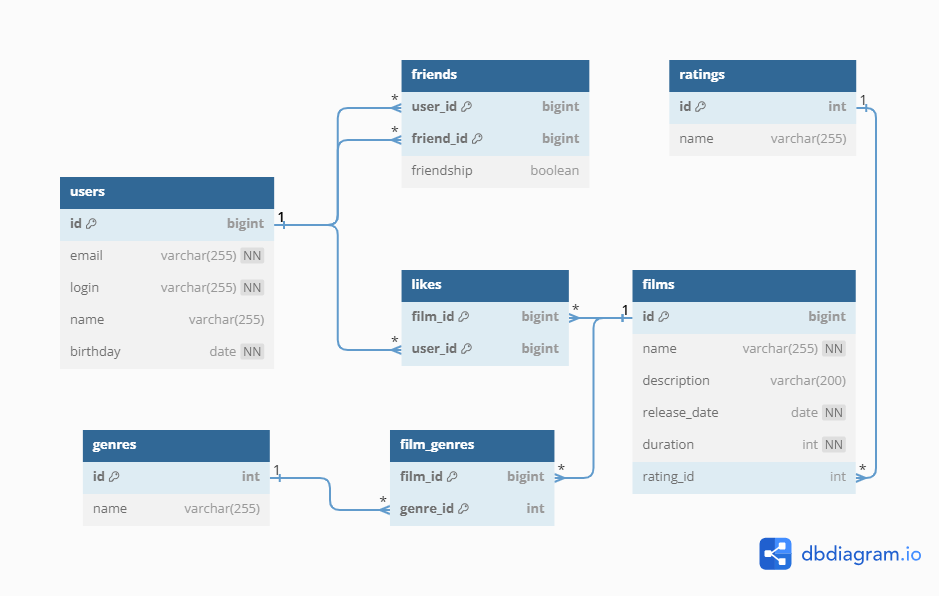 friends
* user_id bigint
* friend_id bigint
friendship boolean
ratings
id int 1
name varchar(255)
users
id bigint 1
email varchar(255) NN
login varchar(255) NN
name varchar(255)
birthday date NN
likes
film_id bigint *
* user_id bigint
films
1 id bigint
name varchar(255) NN
description varchar(200)
release_date date NN
duration int NN
rating_id int *
genres
id int 1
name varchar(255)
film_genres
film_id bigint *
* genre_id int
dbdiagram.io